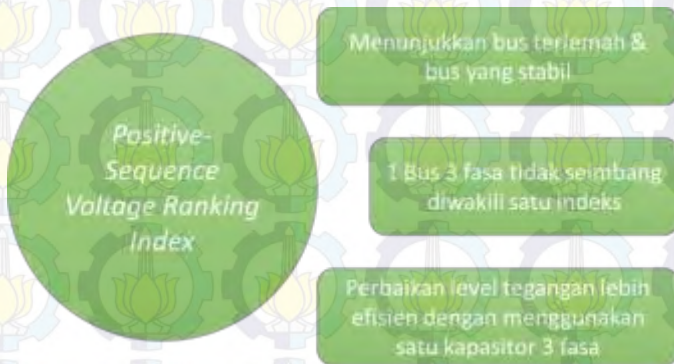 Positive-
Sequence
Voltage Ranking
Index
Menunjukkan bus terlemah &
bus yang stabil
1 Bus 3 fasa tidak seimbang
diwakili satu indeks
Perbaikan level tegangan lebih
efisien dengan menggunakan
satu kapasitor 3 fasa